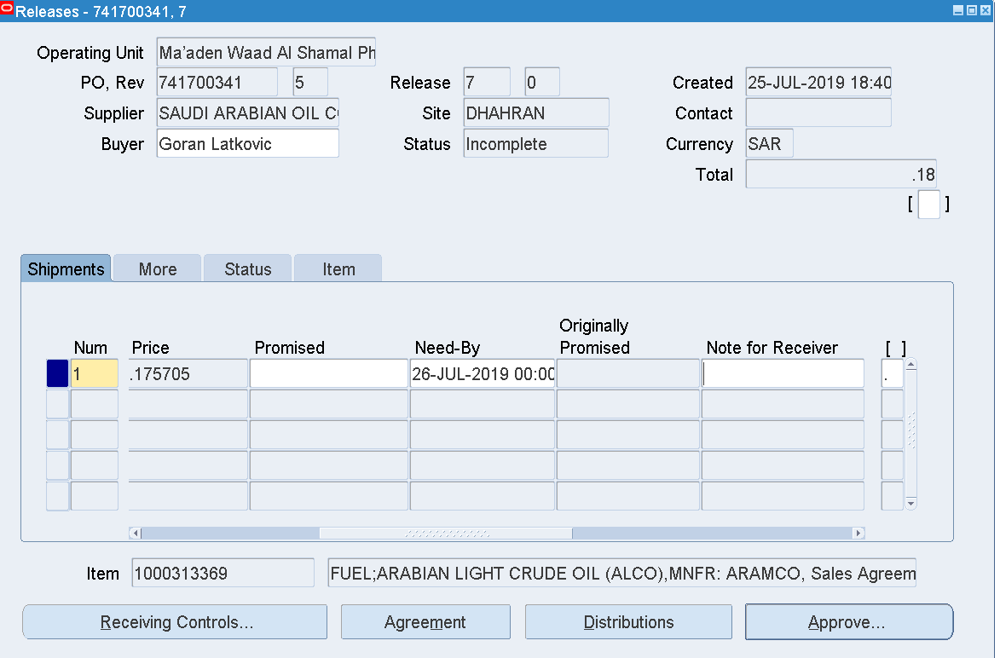 Releases - 741700341, 7
Operating Unit Ma'aden Waad Al Shamal Ph
PO, Rev 741700341 5 Release 7 0 Created 25-JUL-2019 18:40
Supplier SAUDI ARABIAN OIL C Site DHAHRAN Contact
Buyer Goran Latkovic Status Incomplete Currency SAR
Total .18
[ ]
Shipments More Status Item
Originally
Num Price Promised Need-By Promised Note for Receiver [ ]
1 .175705 26-JUL-2019 00:00 .
Item 1000313369 FUEL;ARABIAN LIGHT CRUDE OIL (ALCO),MNFR: ARAMCO, Sales Agreem
Receiving Controls... Agreement Distributions Approve...